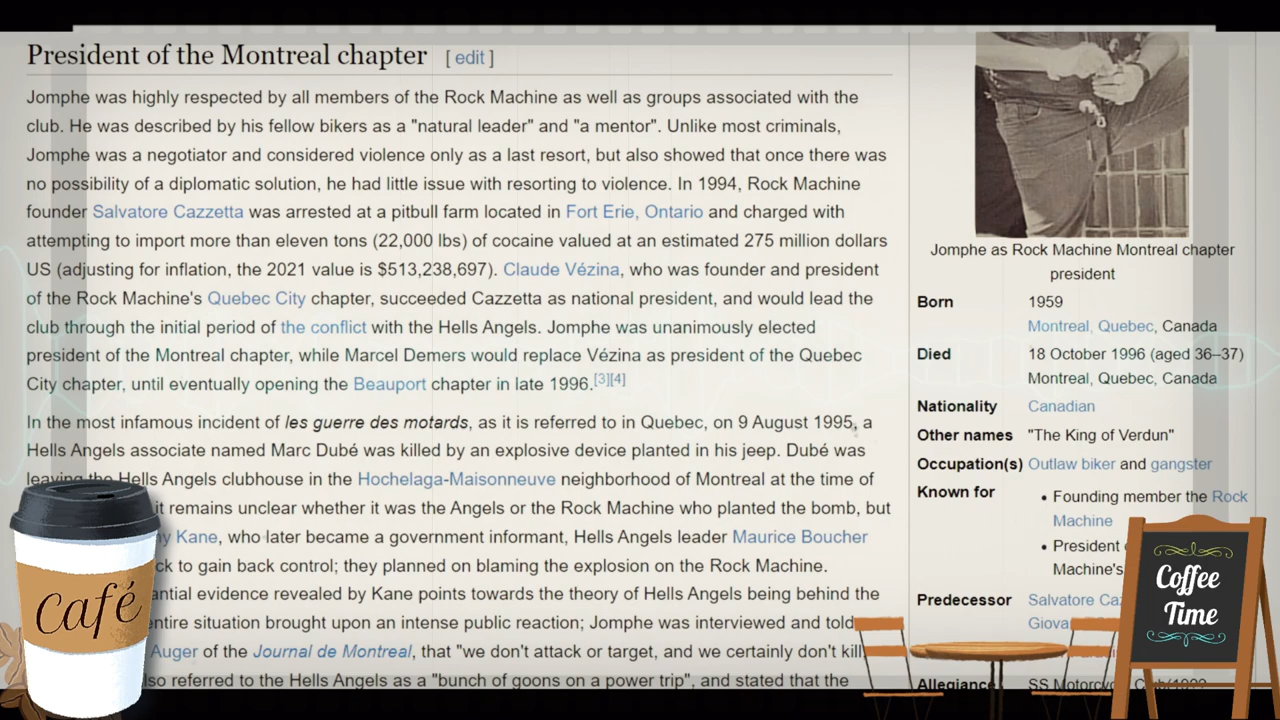 President of the Montreal chapter [ edit ]
Jomphe was highly respected by all members of the Rock Machine as well as groups associated with the
club. He was described by his fellow bikers as a "natural leader" and "a mentor". Unlike most criminals,
Jomphe was a negotiator and considered violence only as a last resort, but also showed that once there was
no possibility of a diplomatic solution, he had little issue with resorting to violence. In 1994, Rock Machine
founder Salvatore Cazzetta was arrested at a pitbull farm located in Fort Erie, Ontario and charged with
attempting to import more than eleven tons (22,000 lbs) of cocaine valued at an estimated 275 million dollars
US (adjusting for inflation, the 2021 value is $513,238,697). Claude Vézina, who was founder and president
of the Rock Machine's Quebec City chapter, succeeded Cazzetta as national president, and would lead the
club through the initial period of the conflict with the Hells Angels. Jomphe was unanimously elected
president of the Montreal chapter, while Marcel Demers would replace Vézina as president of the Quebec
City chapter, until eventually opening the Beauport chapter in late 1996.[3][4]
In the most infamous incident of les guerre des motards, as it is referred to in Quebec, on 9 August 1995, a
Hells Angels associate named Marc Dubé was killed by an explosive device planted in his jeep. Dubé was
leaving the Hells Angels clubhouse in the Hochelaga-Maisonneuve neighborhood of Montreal at the time of
it remains unclear whether it was the Angels or the Rock Machine who planted the bomb, but
Kane, who later became a government informant, Hells Angels leader Maurice Boucher
to gain back control; they planned on blaming the explosion on the Rock Machine.
evidence revealed by Kane points towards the theory of Hells Angels being behind the
entire situation brought upon an intense public reaction; Jomphe was interviewed and told
Auger of the Journal de Montreal, that "we don't attack or target, and we certainly don't kill
also referred to the Hells Angels as a "bunch of goons on a power trip", and stated that the
Jomphe as Rock Machine Montreal chapter
president
Born 1959
Montreal, Quebec, Canada
Died 18 October 1996 (aged 36–37)
Montreal, Quebec, Canada
Nationality Canadian
Other names "The King of Verdun"
Occupation(s) Outlaw biker and gangster
Known for • Founding member the Rock
Machine
• President
Machine's
Predecessor Salvatore
Allegiance SS
Café
Coffee
Time